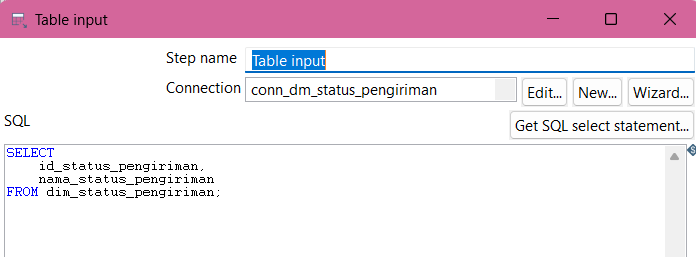 Table input
Step name Table input
Connection conn_dm_status_pengiriman Edit... New... Wizard...
SQL Get SQL select statement...
SELECT
id_status_pengiriman,
nama_status_pengiriman
FROM dim_status_pengiriman;